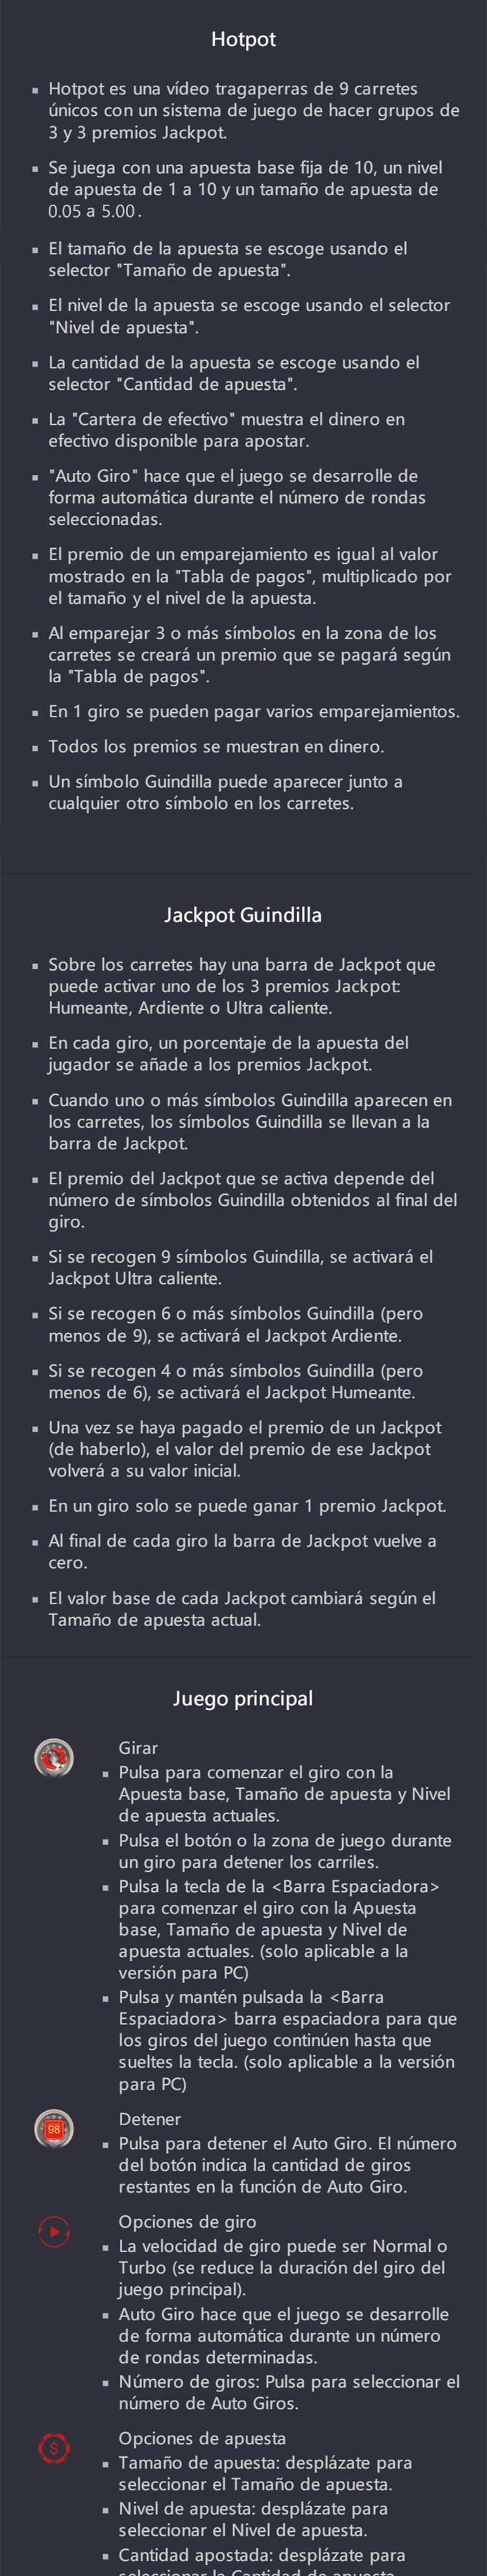 Hotpot
▪ Hotpot es una vídeo tragaperras de 9 carretes
únicos con un sistema de juego de hacer grupos de
3 y 3 premios Jackpot.
▪ Se juega con una apuesta base fija de 10, un nivel
de apuesta de 1 a 10 y un tamaño de apuesta de
0.05 a 5.00 .
▪ El tamaño de la apuesta se escoge usando el
selector "Tamaño de apuesta".
▪ El nivel de la apuesta se escoge usando el selector
"Nivel de apuesta".
▪ La cantidad de la apuesta se escoge usando el
selector "Cantidad de apuesta".
▪ La "Cartera de efectivo" muestra el dinero en
efectivo disponible para apostar.
▪ "Auto Giro" hace que el juego se desarrolle de
forma automática durante el número de rondas
seleccionadas.
▪ El premio de un emparejamiento es igual al valor
mostrado en la "Tabla de pagos", multiplicado por
el tamaño y el nivel de la apuesta.
▪ Al emparejar 3 o más símbolos en la zona de los
carretes se creará un premio que se pagará según
la "Tabla de pagos".
▪ En 1 giro se pueden pagar varios emparejamientos.
▪ Todos los premios se muestran en dinero.
▪ Un símbolo Guindilla puede aparecer junto a
cualquier otro símbolo en los carretes.
Jackpot Guindilla
▪ Sobre los carretes hay una barra de Jackpot que
puede activar uno de los 3 premios Jackpot:
Humeante, Ardiente o Ultra caliente.
▪ En cada giro, un porcentaje de la apuesta del
jugador se añade a los premios Jackpot.
▪ Cuando uno o más símbolos Guindilla aparecen en
los carretes, los símbolos Guindilla se llevan a la
barra de Jackpot.
▪ El premio del Jackpot que se activa depende del
número de símbolos Guindilla obtenidos al final del
giro.
▪ Si se recogen 9 símbolos Guindilla, se activará el
Jackpot Ultra caliente.
▪ Si se recogen 6 o más símbolos Guindilla (pero
menos de 9), se activará el Jackpot Ardiente.
▪ Si se recogen 4 o más símbolos Guindilla (pero
menos de 6), se activará el Jackpot Humeante.
▪ Una vez se haya pagado el premio de un Jackpot
(de haberlo), el valor del premio de ese Jackpot
volverá a su valor inicial.
▪ En un giro solo se puede ganar 1 premio Jackpot.
▪ Al final de cada giro la barra de Jackpot vuelve a
cero.
▪ El valor base de cada Jackpot cambiará según el
Tamaño de apuesta actual.
Juego principal
Girar
▪ Pulsa para comenzar el giro con la
Apuesta base, Tamaño de apuesta y Nivel
de apuesta actuales.
▪ Pulsa el botón o la zona de juego durante
un giro para detener los carriles.
▪ Pulsa la tecla de la <Barra Espaciadora>
para comenzar el giro con la Apuesta
base, Tamaño de apuesta y Nivel de
apuesta actuales. (solo aplicable a la
versión para PC)
▪ Pulsa y mantén pulsada la <Barra
Espaciadora> barra espaciadora para que
los giros del juego continúen hasta que
sueltes la tecla. (solo aplicable a la versión
para PC)
98
Detener
▪ Pulsa para detener el Auto Giro. El número
del botón indica la cantidad de giros
restantes en la función de Auto Giro.
Opciones de giro
▪ La velocidad de giro puede ser Normal o
Turbo (se reduce la duración del giro del
juego principal).
▪ Auto Giro hace que el juego se desarrolle
de forma automática durante un número
de rondas determinadas.
▪ Número de giros: Pulsa para seleccionar el
número de Auto Giros.
$
Opciones de apuesta
▪ Tamaño de apuesta: desplázate para
seleccionar el Tamaño de apuesta.
▪ Nivel de apuesta: desplázate para
seleccionar el Nivel de apuesta.
▪ Cantidad apostada: desplázate para
seleccionar la Cantidad de apuesta